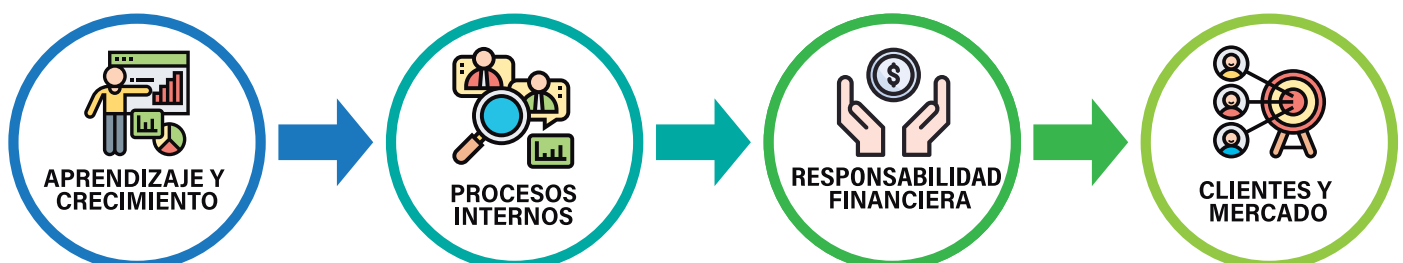 APRENDIZAJE Y
CRECIMIENTO
PROCESOS
INTERNOS
$
RESPONSABILIDAD
FINANCIERA
CLIENTES Y
MERCADO